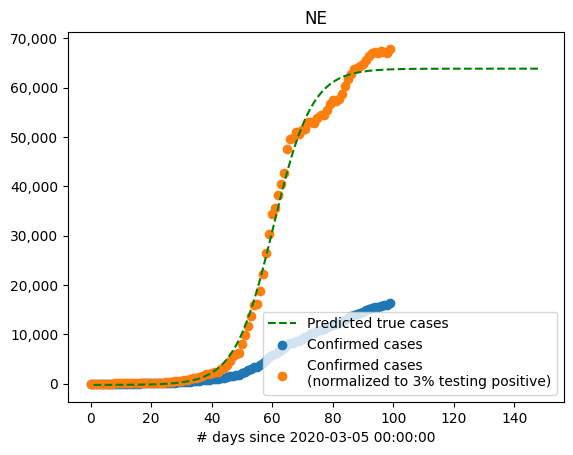 NE
70,000
60,000
50,000
40,000
30,000
20,000
10,000
0
Predicted true cases
Confirmed cases
Confirmed cases
(normalized to 3% testing positive)
0 20 40 60 80 100 120 140
# days since 2020-03-05 00:00:00